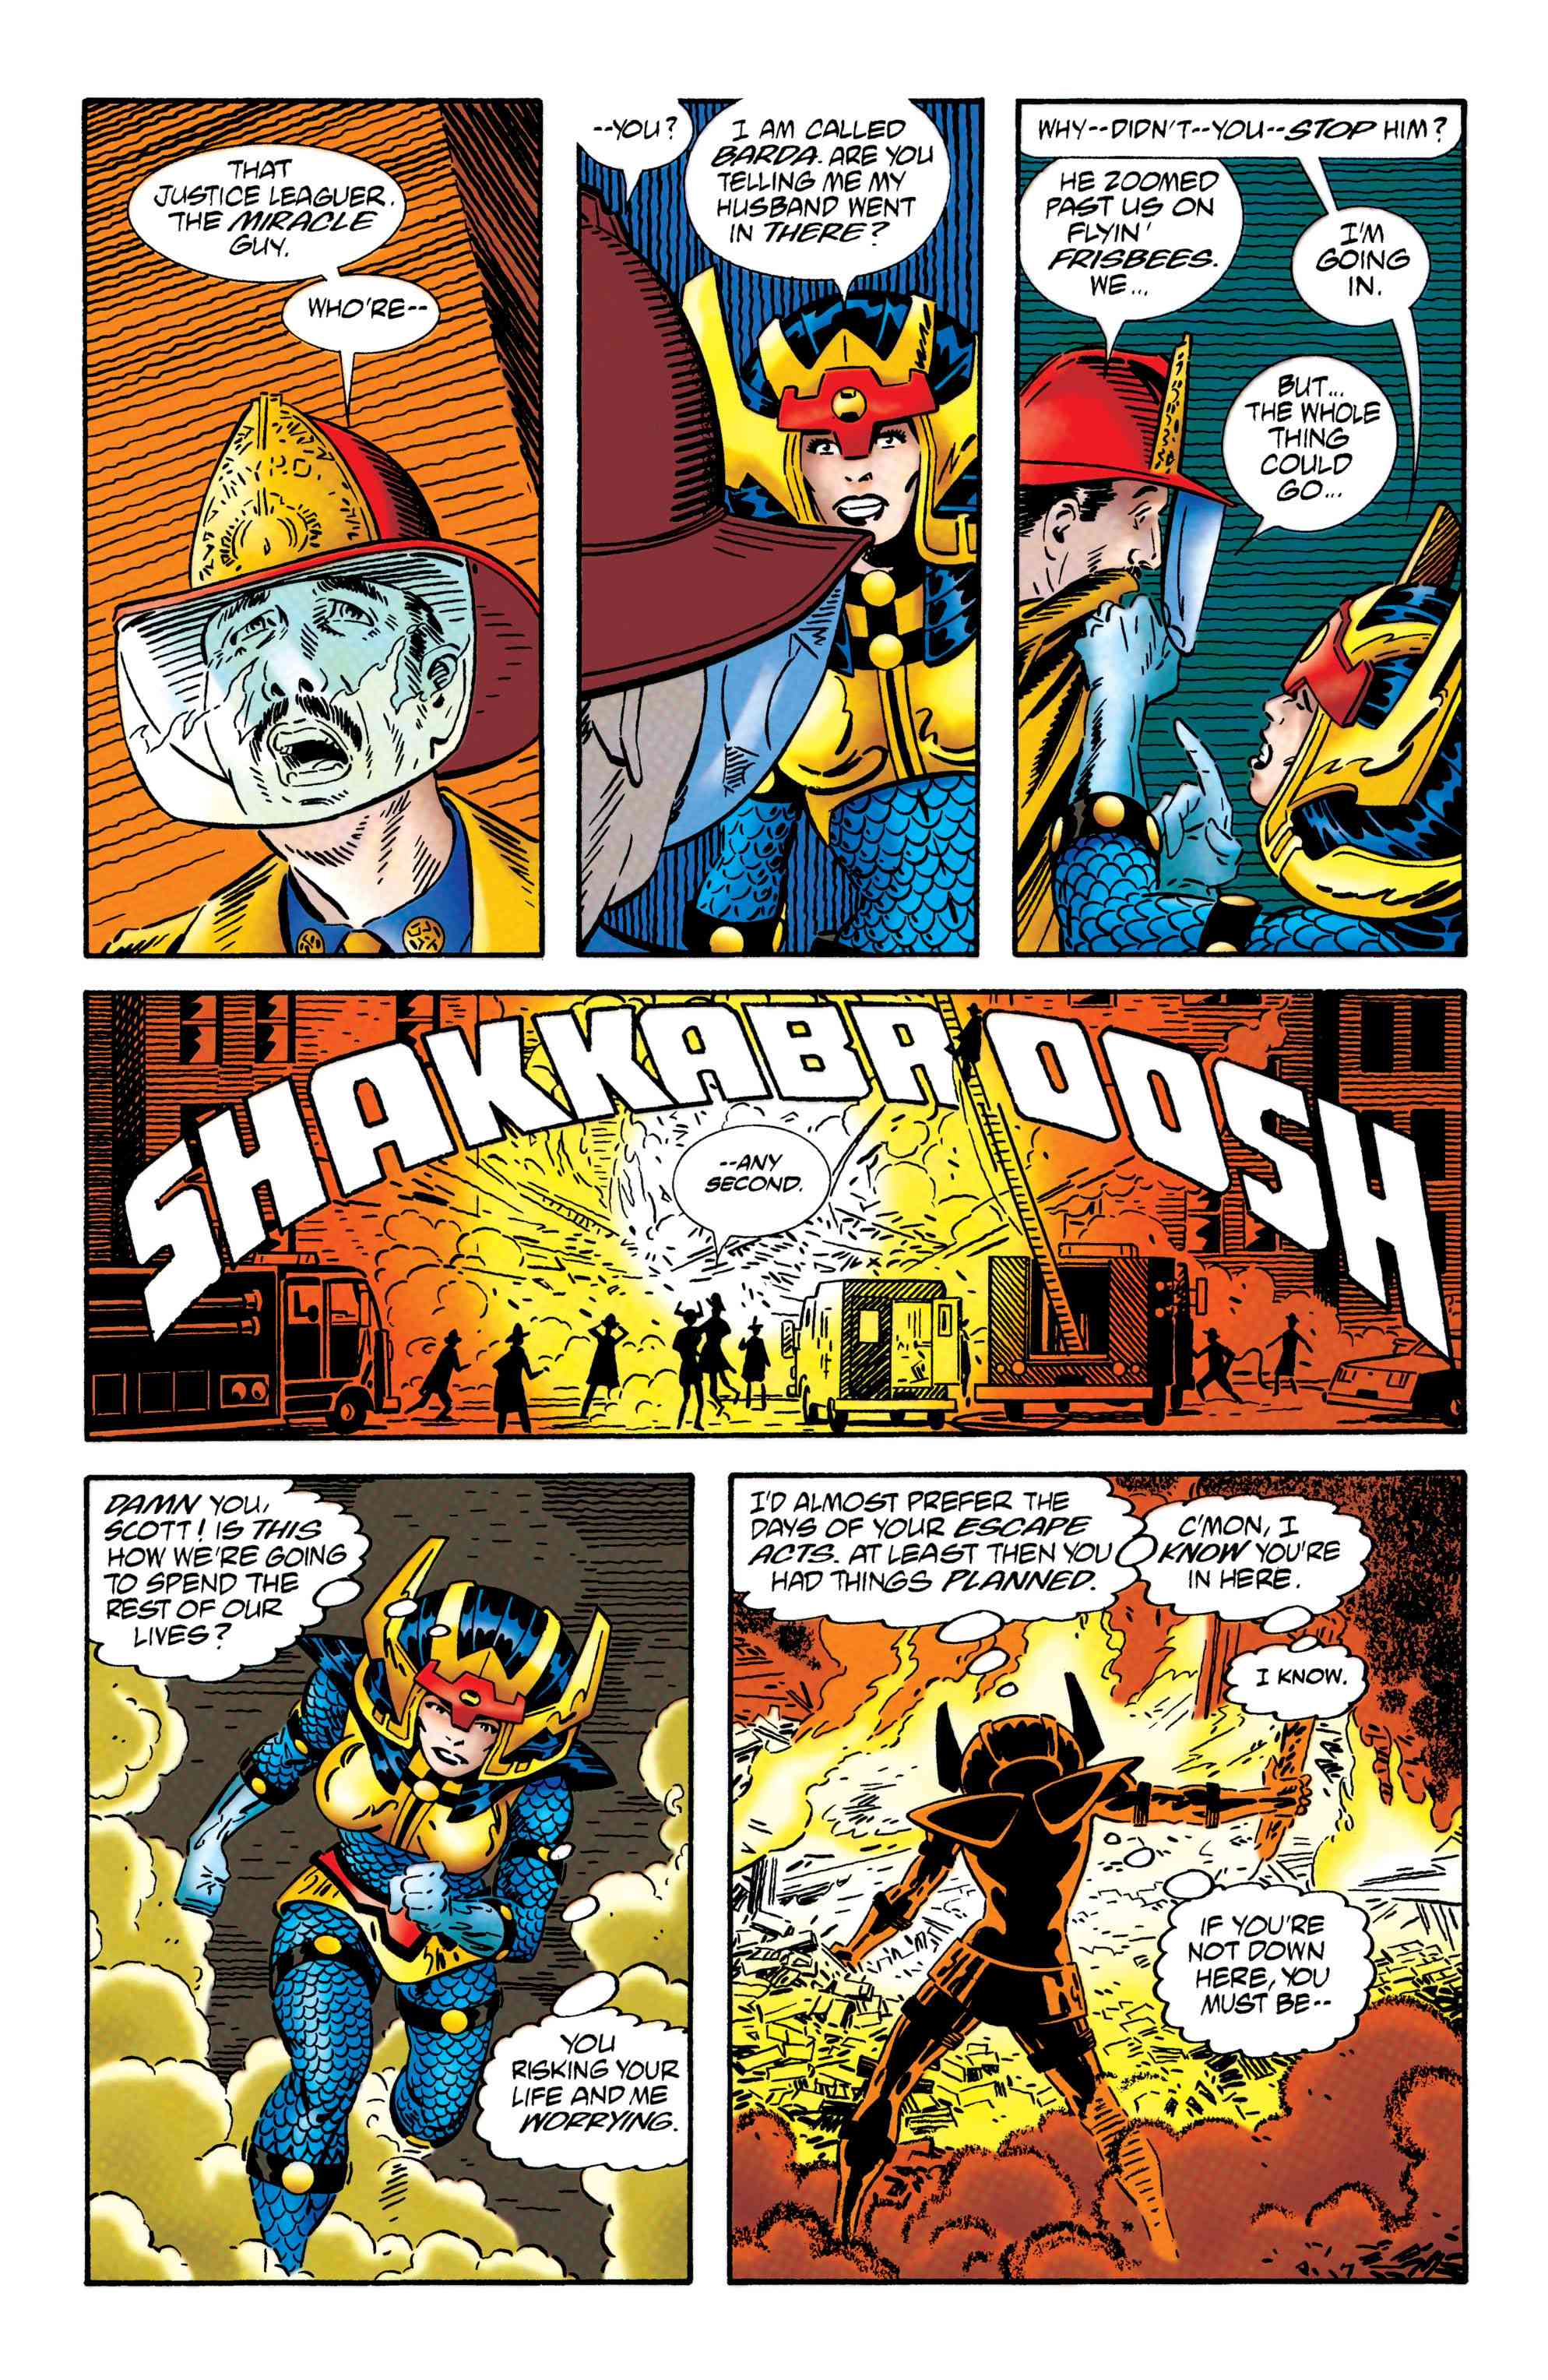 THAT
JUSTICE LEAGUER.
THE MIRACLE
GUY.
WHO'RE--
--YOU?
I AM CALLED
BARDA. ARE YOU
TELLING ME MY
HUSBAND WENT
IN THERE?
WHY--DIDN'T--YOU--STOP HIM?
HE ZOOMED
PAST US ON
FLYIN'
FRISBEES.
WE...
I'M
GOING
IN.
BUT...
THE WHOLE
THING
COULD
GO...
SHAKKABROOOSH
--ANY
SECOND.
DAMN YOU,
SCOTT! IS THIS
HOW WE'RE GOING
TO SPEND THE
REST OF OUR
LIVES?
YOU
RISKING YOUR
LIFE AND ME
WORRYING.
I'D ALMOST PREFER THE
DAYS OF YOUR ESCAPE
ACTS. AT LEAST THEN YOU
HAD THINGS PLANNED.
C'MON, I
KNOW YOU'RE
IN HERE.
I KNOW.
IF YOU'RE
NOT DOWN
HERE, YOU
MUST BE--